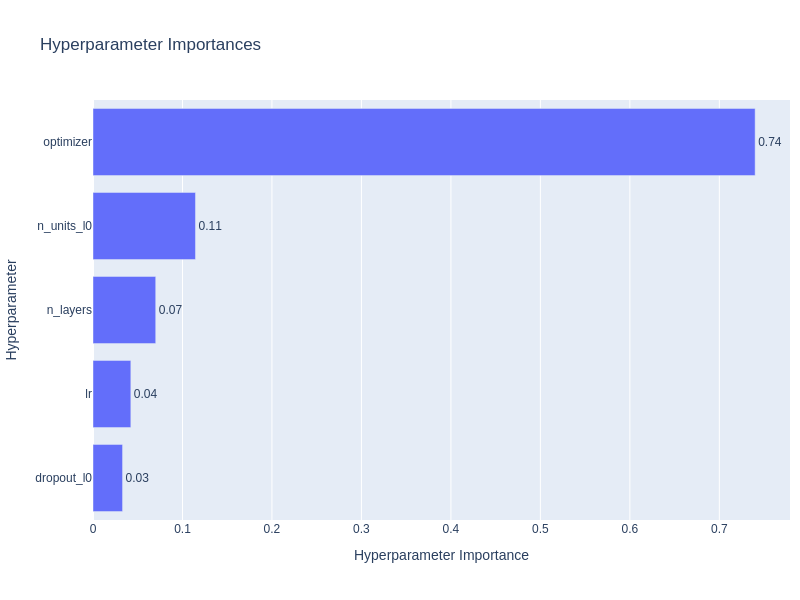 Hyperparameter Importances
optimizer
0.74
n_units_l0
0.11
n_layers
0.07
lr
0.04
dropout_l0
0.03
0
0.1
0.2
0.3
0.4
0.5
0.6
0.7
Hyperparameter Importance
Hyperparameter